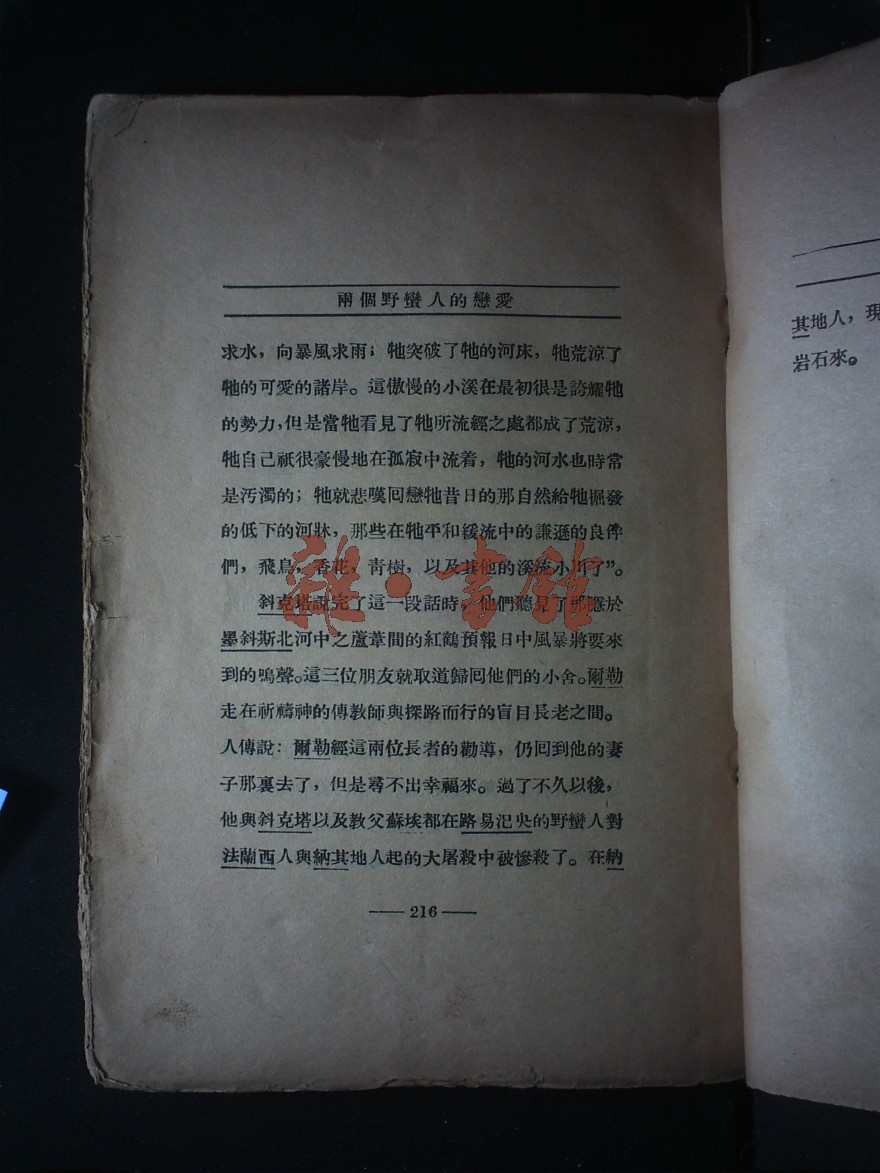 兩個野蠻人的戀愛
求水，向暴風求雨；牠突破了牠的河床，牠荒涼了
牠的可愛的諸岸。這傲慢的小溪在最初很是誇耀牠
的勢力，但是當牠看見了牠所流經之處都成了荒涼，
牠自己祇很豪慢地在孤寂中流着，牠的河水也時常
是汚濁的；牠就悲嘆回戀牠昔日的那自然給牠掘發
的低下的河牀，那些在牠平和緩流中的謙遜的良伴
們，飛鳥，香花，靑樹，以及其他的溪流小川了”。
斜克塔說完了這一段話時，他們聽見了那隱於
墨斜斯北河中之蘆葦間的紅鶴預報日中風暴將要來
到的鳴聲。這三位朋友就取道歸回他們的小舍。爾勒
走在祈禱神的傳教師與探路而行的盲目長老之間。
人傳說：爾勒經這兩位長者的勸導，仍回到他的妻
子那裏去了，但是尋不出幸福來。過了不久以後，
他與斜克塔以及教父蘇埃都在路易汜央的野蠻人對
法蘭西人與納其地人起的大屠殺中被慘殺了。在納
—— 216 ——
其地人，現
岩石來。
雜·書館